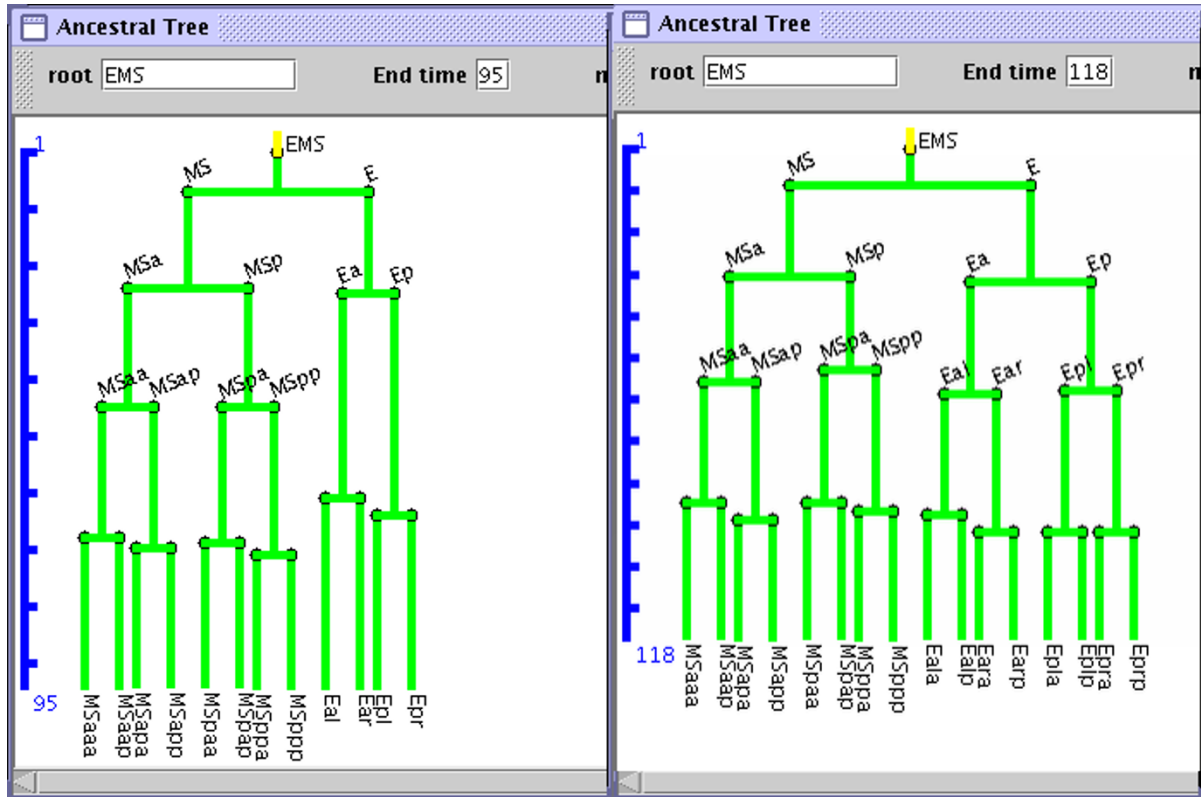 Ancestral Tree
root EMS End time 95 n
1
EMS
MS E
MSa MSp Ea Ep
MSaa MSap MSpa MSpp
95
MSaaa MSaap MSapa MSapp MSpaa MSpap MSppa MSppp Eal Ear Epl Epr
Ancestral Tree
root EMS End time 118 n
1
EMS
MS E
MSa MSp Ea Ep
MSaa MSap MSpa MSpp Eal Ear Epl Epr
118
MSaaa MSaap MSapa MSapp MSpaa MSpap MSppa MSppp Eala Ealp Eara Earp Epla Eplp Epra Eprp